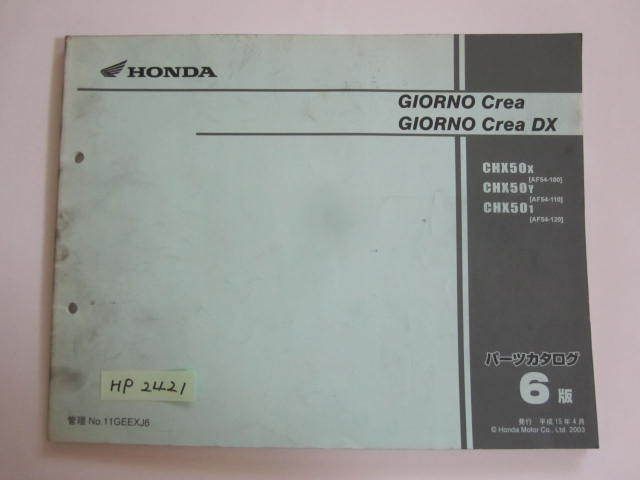 HONDA
GIORNO Crea
GIORNO Crea DX
CHX50X
[AF54-100]
CHX50Y
[AF54-110]
CHX501
[AF54-120]
パーツカタログ
6版
HP 2421
管理 No.11GEEXJ6
発行 平成15年4月
© Honda Motor Co., Ltd. 2003